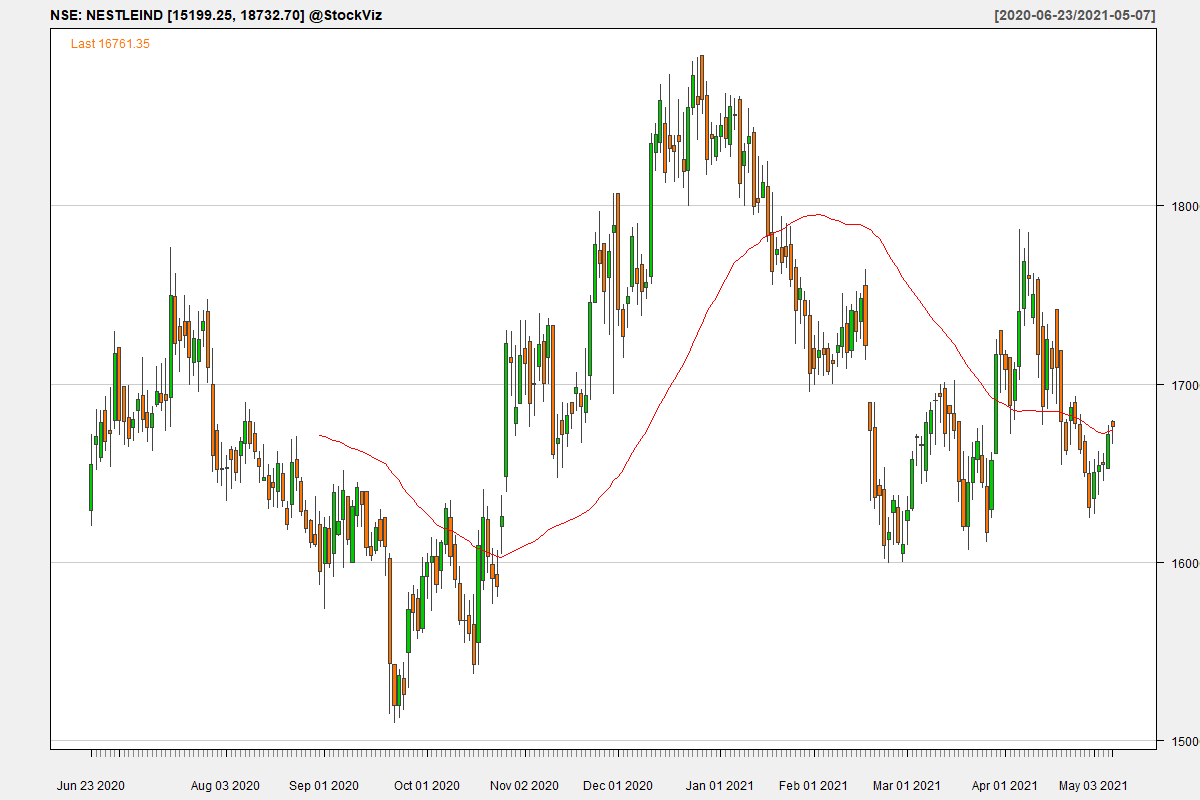 NSE: NESTLEIND [15199.25, 18732.70] @StockViz [2020-06-23/2021-05-07]
Last 16761.35
1800
1700
1600
1500
Jun 23 2020 Aug 03 2020 Sep 01 2020 Oct 01 2020 Nov 02 2020 Dec 01 2020 Jan 01 2021 Feb 01 2021 Mar 01 2021 Apr 01 2021 May 03 2021